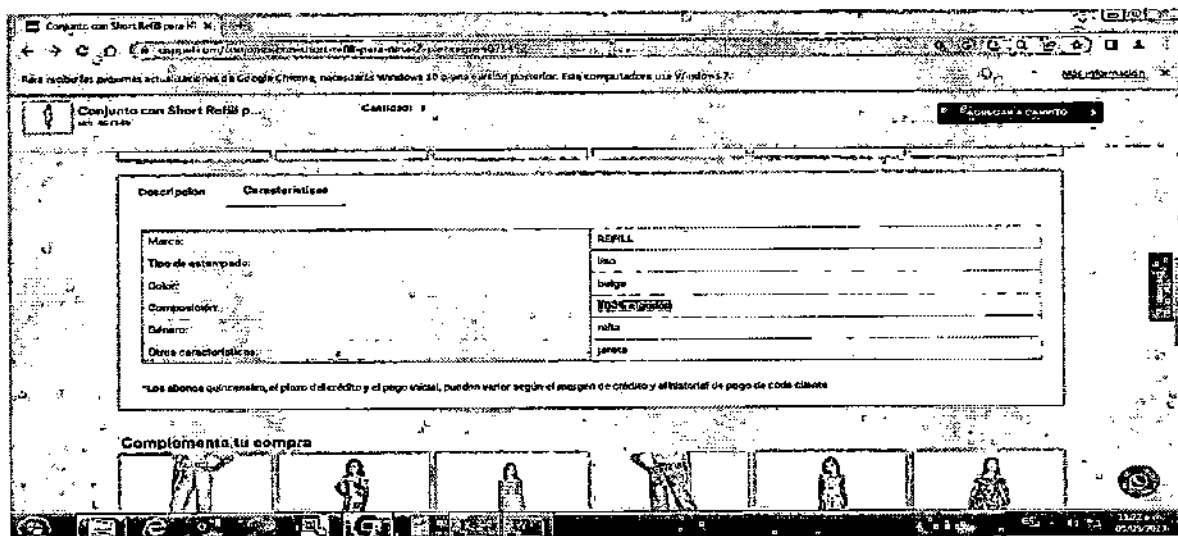 Conjunto con Short Refill para
Para recibir las próximas actualizaciones de Google Chrome, necesitarás Windows 10 o una versión posterior. Esta computadora usa Windows 7.
Más información
Conjunto con Short Refill p...
Cantidad:
AGREGAR A CARRITO
Descripción
Características
Marca:
REFILL
Tipo de estampado:
liso
Color:
beige
Composición:
algodón
Género:
niña
Otras características:
jareta
*Los abonos quincenales, el plazo del crédito y el pago inicial, pueden variar según el margen de crédito y el historial de pago de cada cliente
Complementa tu compra